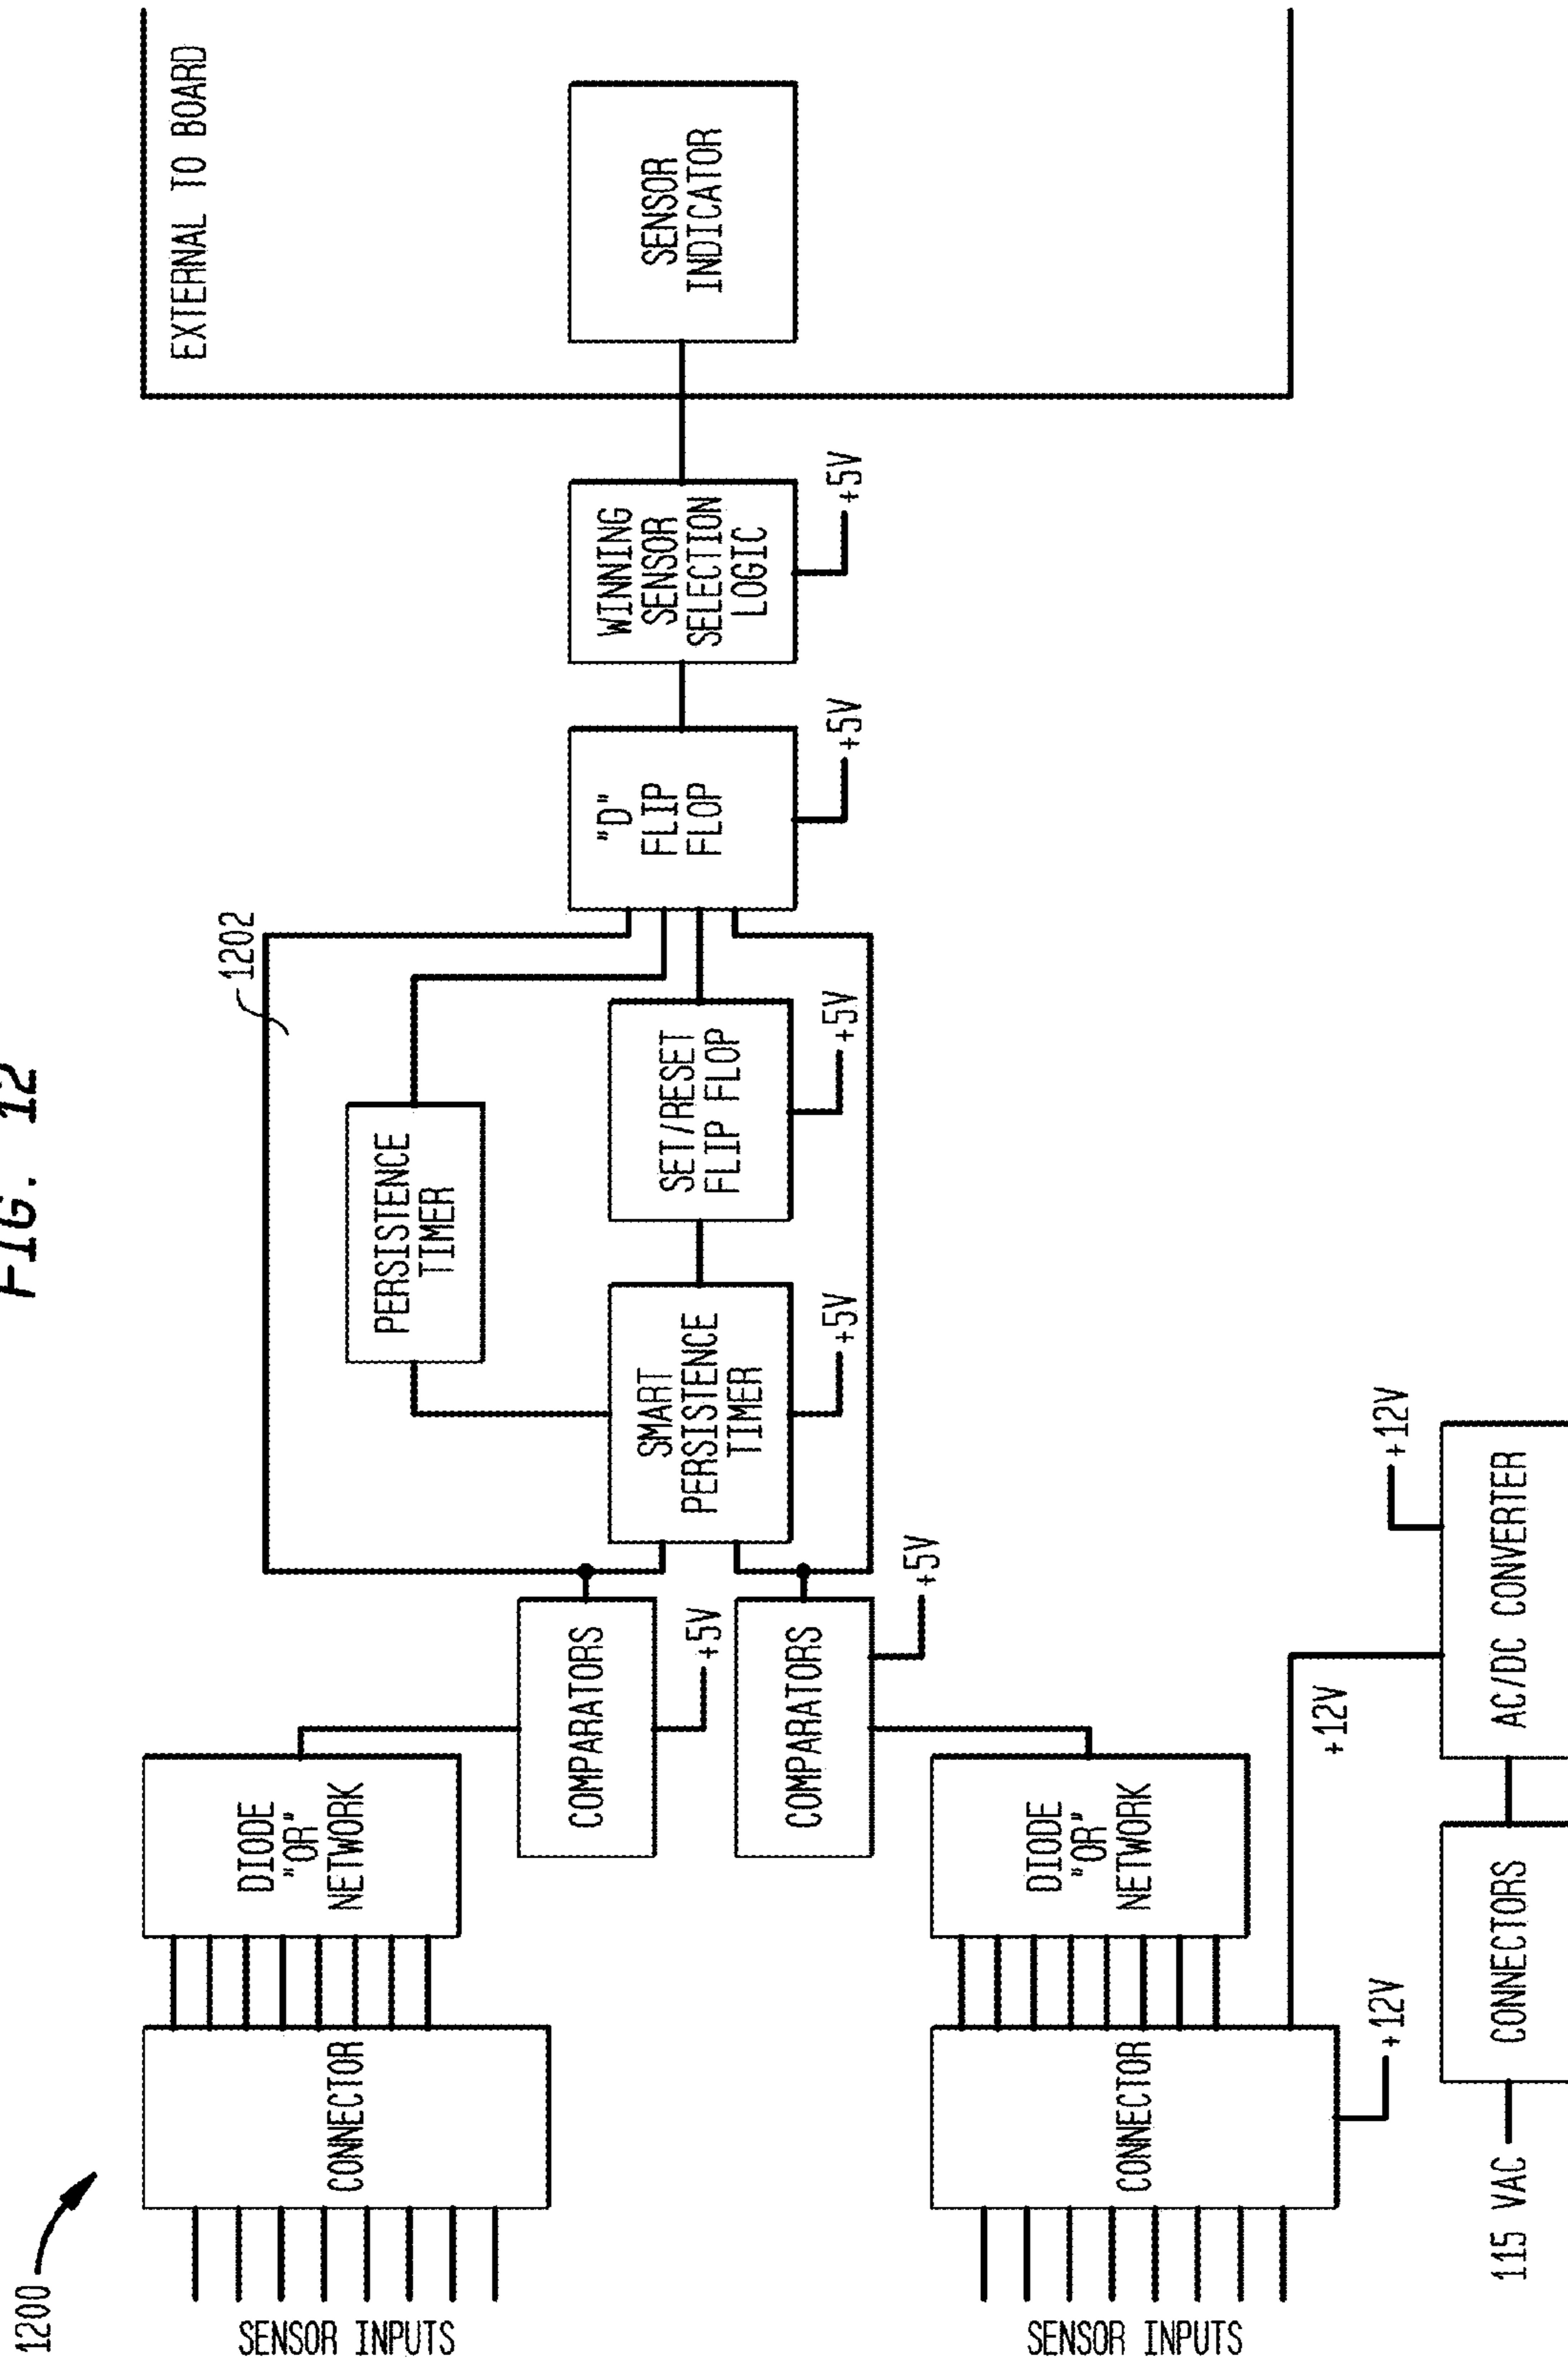 FIG. 12
1200
EXTERNAL TO BOARD
SENSOR INPUTS
CONNECTOR
DIODE
"OR"
NETWORK
COMPARATORS
+5V
1202
PERSISTENCE
TIMER
SMART
PERSISTENCE
TIMER
+5V
SET/RESET
FLIP FLOP
+5V
"D"
FLIP
FLOP
+5V
WINNING
SENSOR
SELECTION
LOGIC
+5V
SENSOR
INDICATOR
COMPARATORS
+5V
SENSOR INPUTS
CONNECTOR
+12V
DIODE
"OR"
NETWORK
+12V
+12V
115 VAC
CONNECTORS
AC/DC CONVERTER